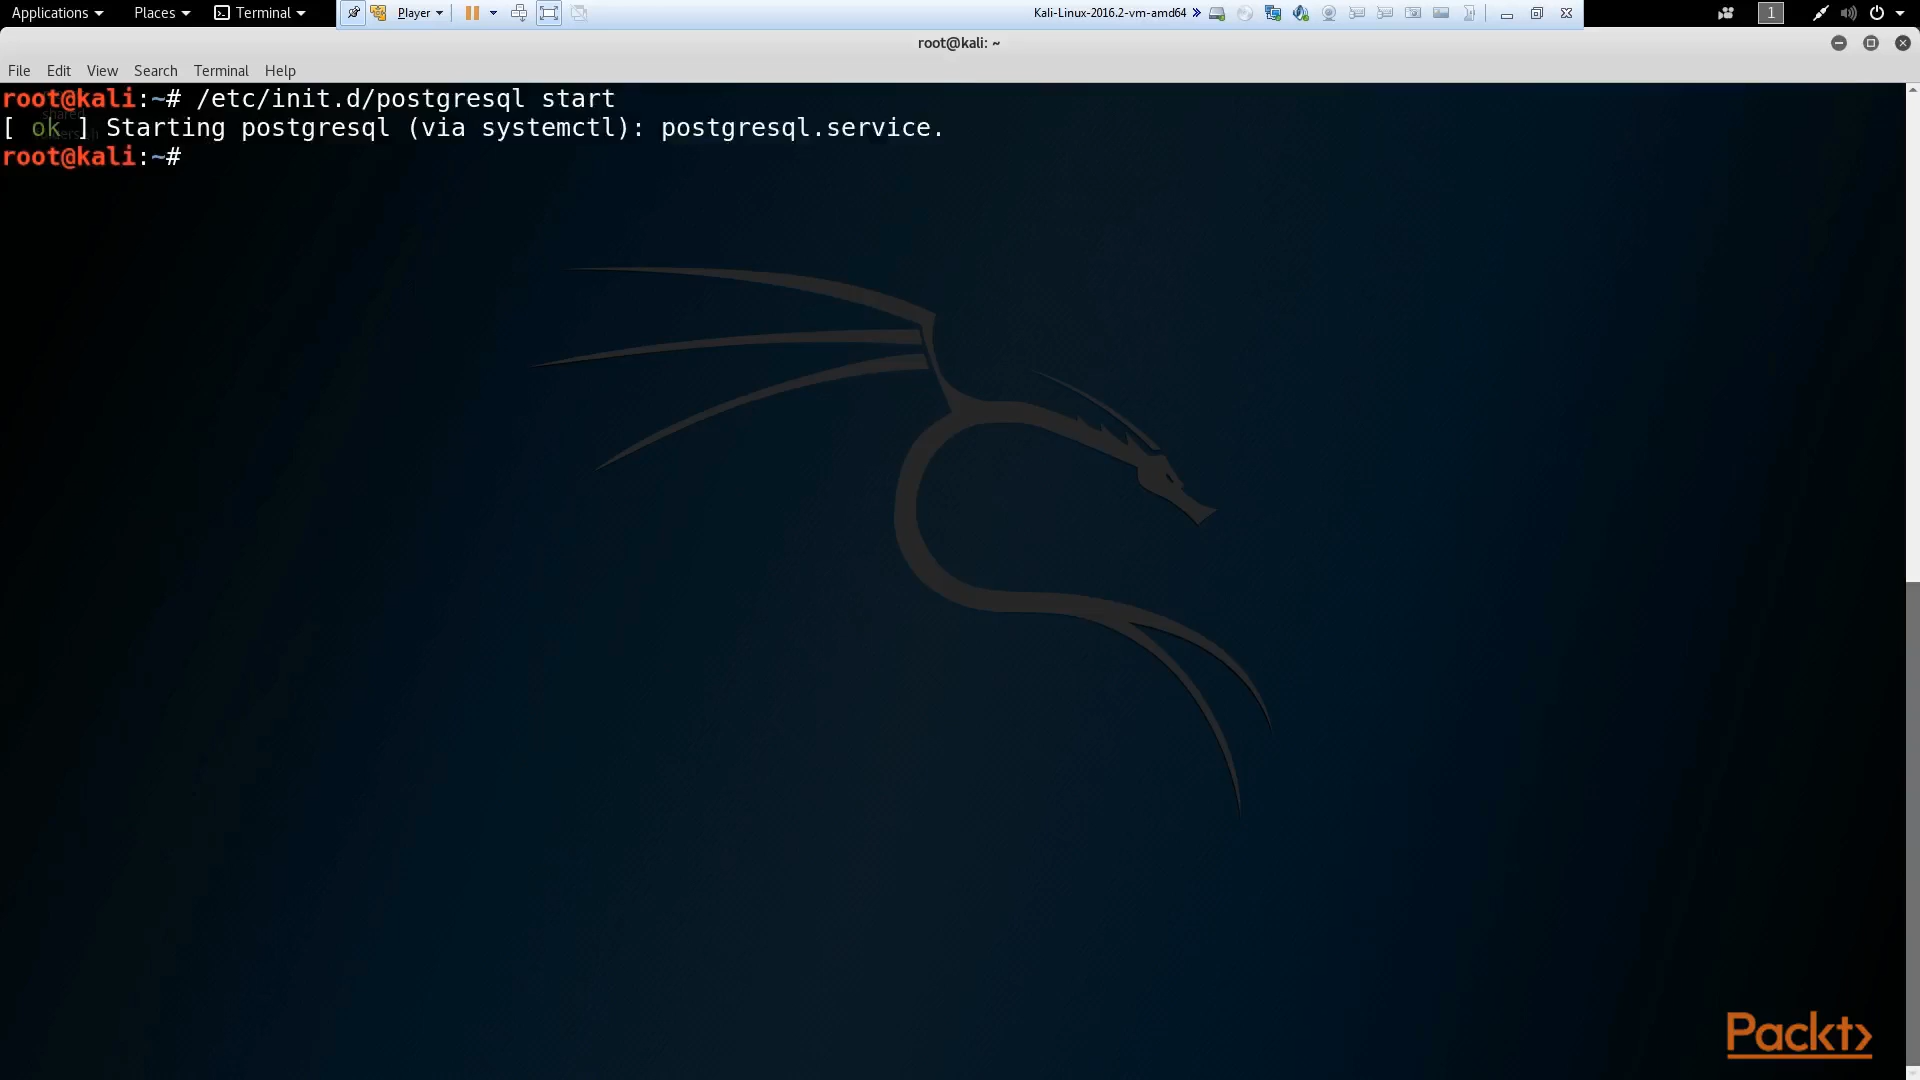 Applications Places Terminal Player Kali-Linux-2016.2-vm-amd64 1
root@kali: ~
File Edit View Search Terminal Help
root@kali:~# /etc/init.d/postgresql start
[ ok ] Starting postgresql (via systemctl): postgresql.service.
root@kali:~#
Packt>